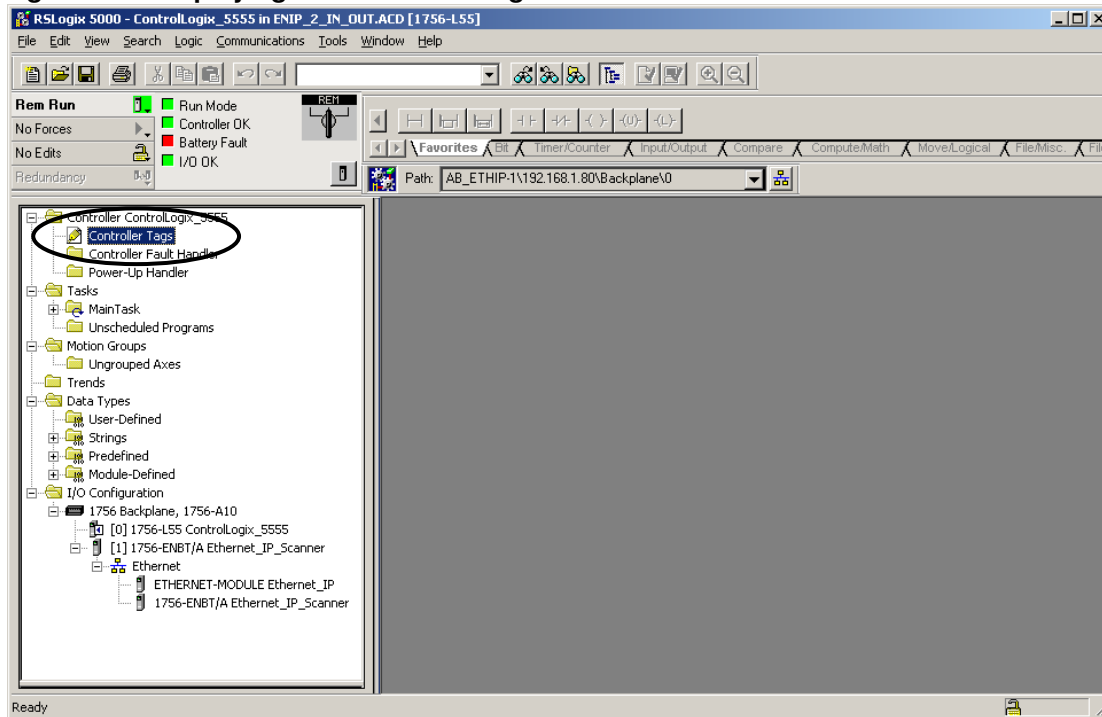 RSLogix 5000 - ControlLogix_5555 in ENIP_2_IN_OUT.ACD [1756-L55]
File Edit View Search Logic Communications Tools Window Help
Rem Run
Run Mode
REM
No Forces
Controller OK
No Edits
Battery Fault
I/O OK
Redundancy
Favorites Bit Timer/Counter Input/Output Compare Compute/Math Move/Logical File/Misc. Fil
Path: AB_ETHIP-1\192.168.1.80\Backplane\0
Controller ControlLogix_5555
Controller Tags
Controller Fault Handler
Power-Up Handler
Tasks
MainTask
Unscheduled Programs
Motion Groups
Ungrouped Axes
Trends
Data Types
User-Defined
Strings
Predefined
Module-Defined
I/O Configuration
1756 Backplane, 1756-A10
[0] 1756-L55 ControlLogix_5555
[1] 1756-ENBT/A Ethernet_IP_Scanner
Ethernet
ETHERNET-MODULE Ethernet_IP
1756-ENBT/A Ethernet_IP_Scanner
Ready